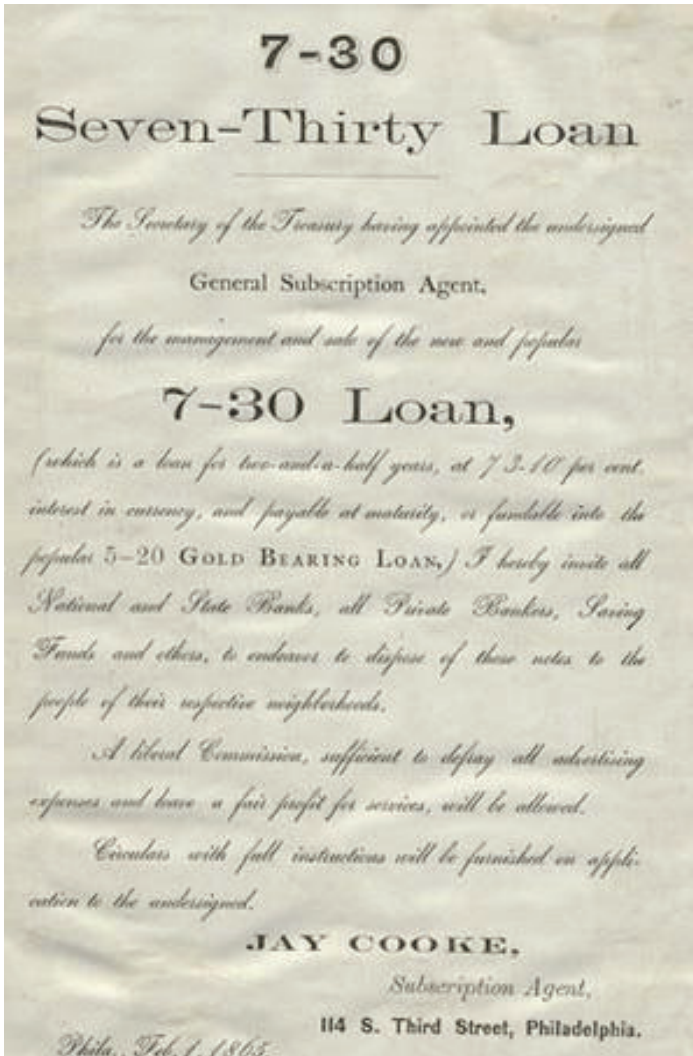 7-30
Seven-Thirty Loan
The Secretary of the Treasury having appointed the undersigned
General Subscription Agent,
for the management and sale of the new and popular
7-30 Loan,
(which is a loan for two-and-a-half years, at 7 3-10 per cent.
interest in currency, and payable at maturity, or fundable into the
popular 5-20 GOLD BEARING LOAN,) I hereby invite all
National and State Banks, all Private Bankers, Saving
Funds and others, to endeavor to dispose of these notes to the
people of their respective neighborhoods.
A liberal Commission, sufficient to defray all advertising
expenses and leave a fair profit for services, will be allowed.
Circulars with full instructions will be furnished on appli-
cation to the undersigned.
JAY COOKE,
Subscription Agent,
114 S. Third Street, Philadelphia.
Phila., Feb. 1, 1865